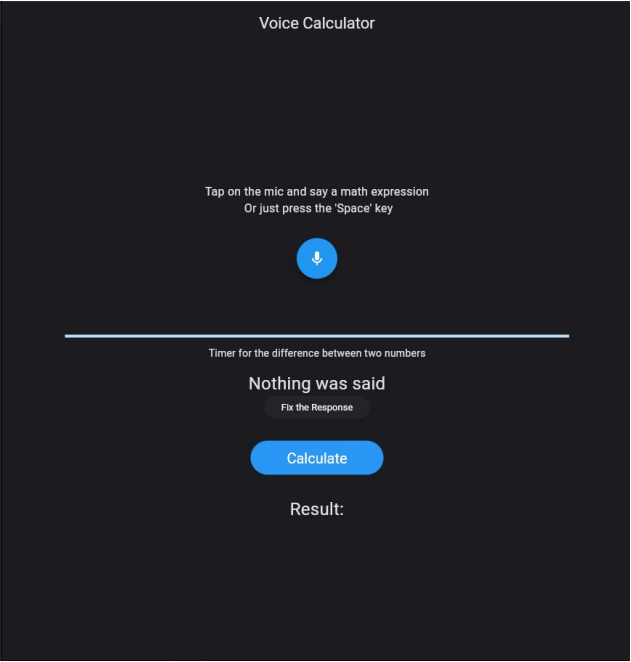 Voice Calculator
Tap on the mic and say a math expression
Or just press the 'Space' key
Timer for the difference between two numbers
Nothing was said
Fix the Response
Calculate
Result: